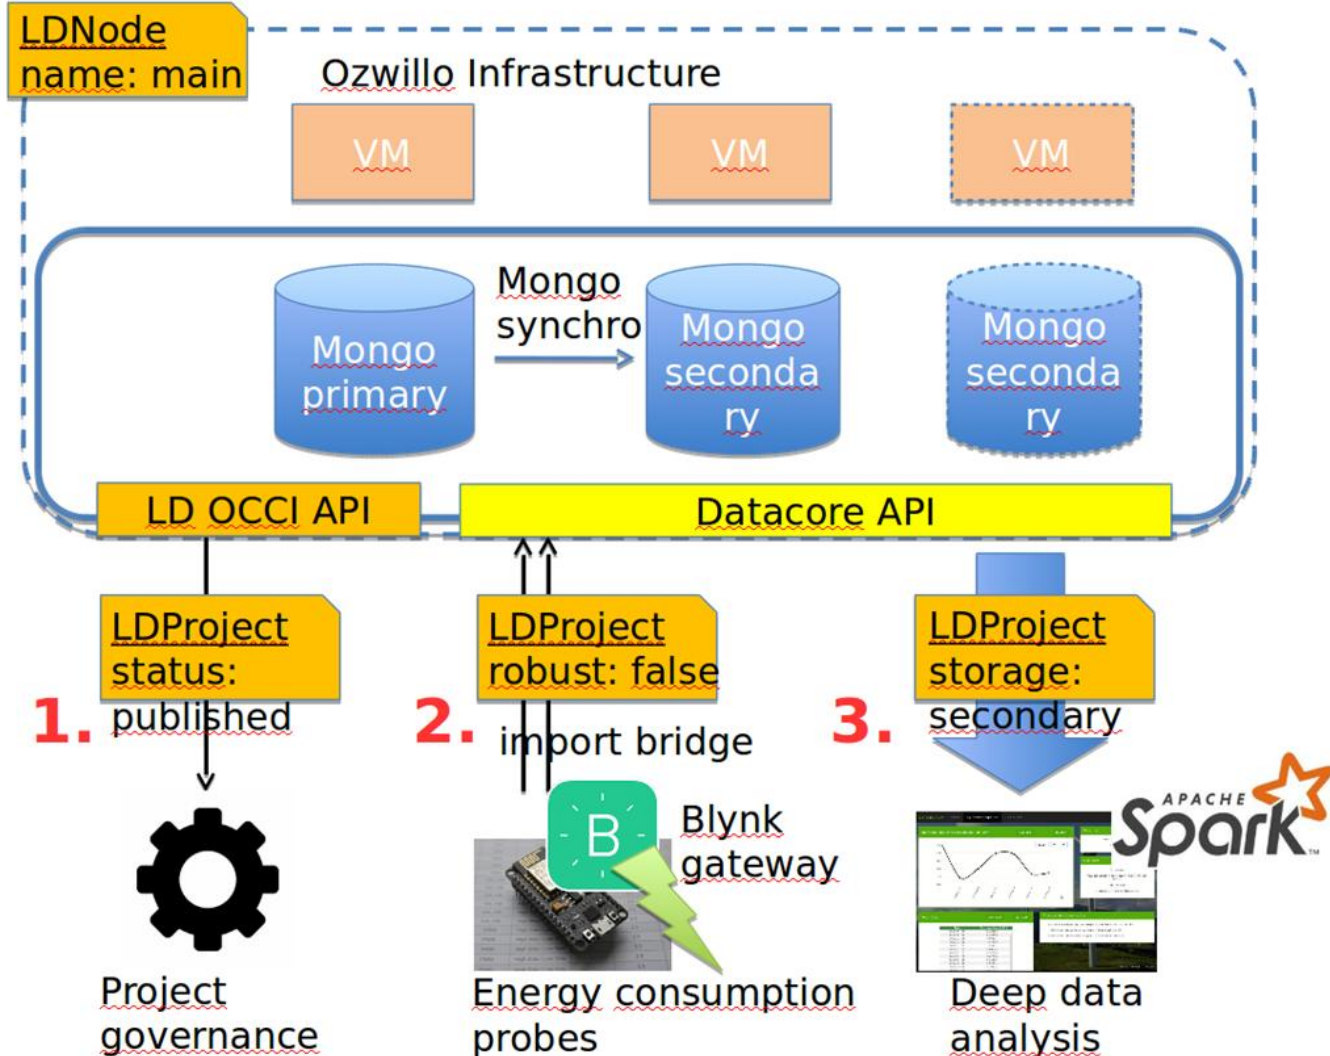 LDNode
name: main
Ozwillo Infrastructure
VM
VM
VM
Mongo
synchro
Mongo
primary
Mongo
seconda
ry
Mongo
seconda
ry
LD OCCI API
Datacore API
LDProject
status:
published
1.
LDProject
robust: false
2.
import bridge
LDProject
storage:
secondary
3.
B
Blynk
gateway
APACHE
Spark
TM
Project
governance
Energy consumption
probes
Deep data
analysis